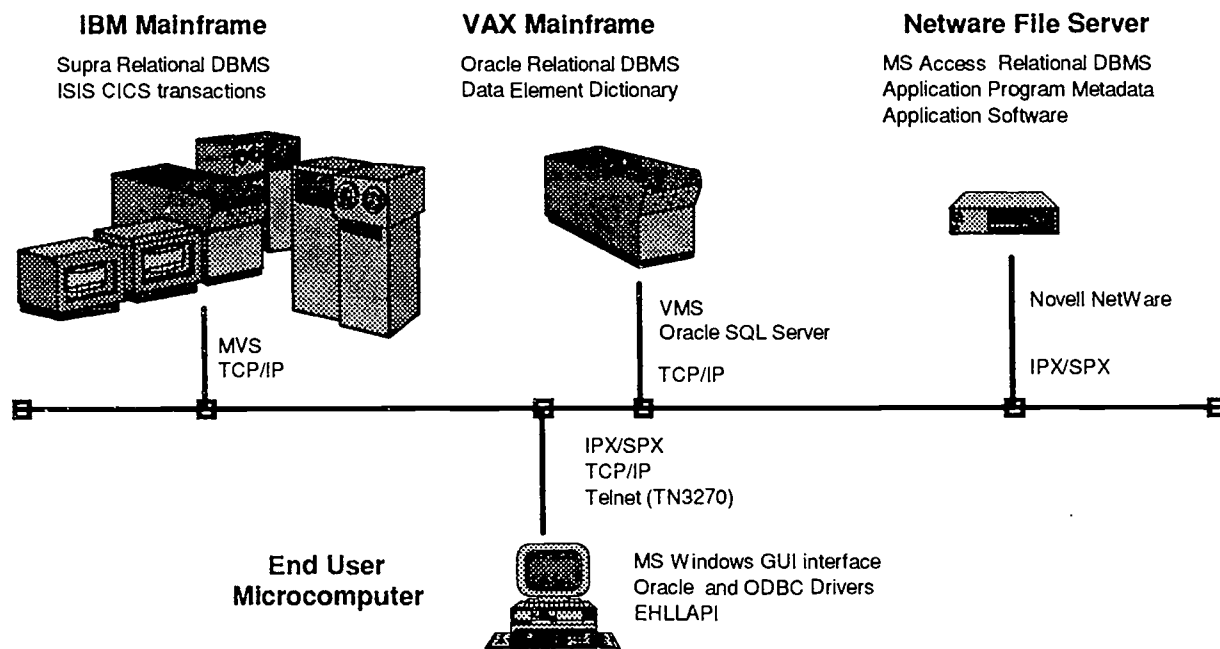 IBM Mainframe
Supra Relational DBMS
ISIS CICS transactions
VAX Mainframe
Oracle Relational DBMS
Data Element Dictionary
Netware File Server
MS Access Relational DBMS
Application Program Metadata
Application Software
MVS
TCP/IP
VMS
Oracle SQL Server
TCP/IP
Novell NetWare
IPX/SPX
IPX/SPX
TCP/IP
Telnet (TN3270)
End User
Microcomputer
MS Windows GUI interface
Oracle and ODBC Drivers
EHLLAPI